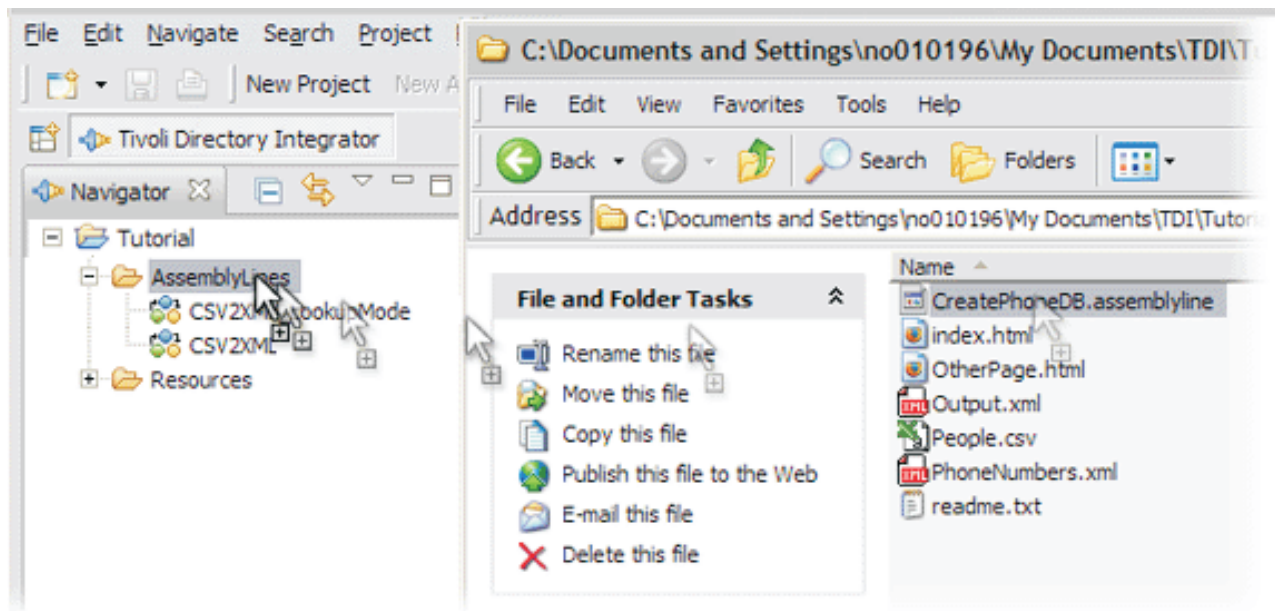 File Edit Navigate Search Project
New Project New A
Tivoli Directory Integrator
Navigator
Tutorial
AssemblyLines
CSV2XML LookupMode
CSV2XML
Resources
C:\Documents and Settings\no010196\My Documents\TDI\Tu
File Edit View Favorites Tools Help
Back Search Folders
Address C:\Documents and Settings\no010196\My Documents\TDI\Tutoria
File and Folder Tasks
Rename this file
Move this file
Copy this file
Publish this file to the Web
E-mail this file
Delete this file
Name
CreatePhoneDB.assemblyline
index.html
OtherPage.html
Output.xml
People.csv
PhoneNumbers.xml
readme.txt